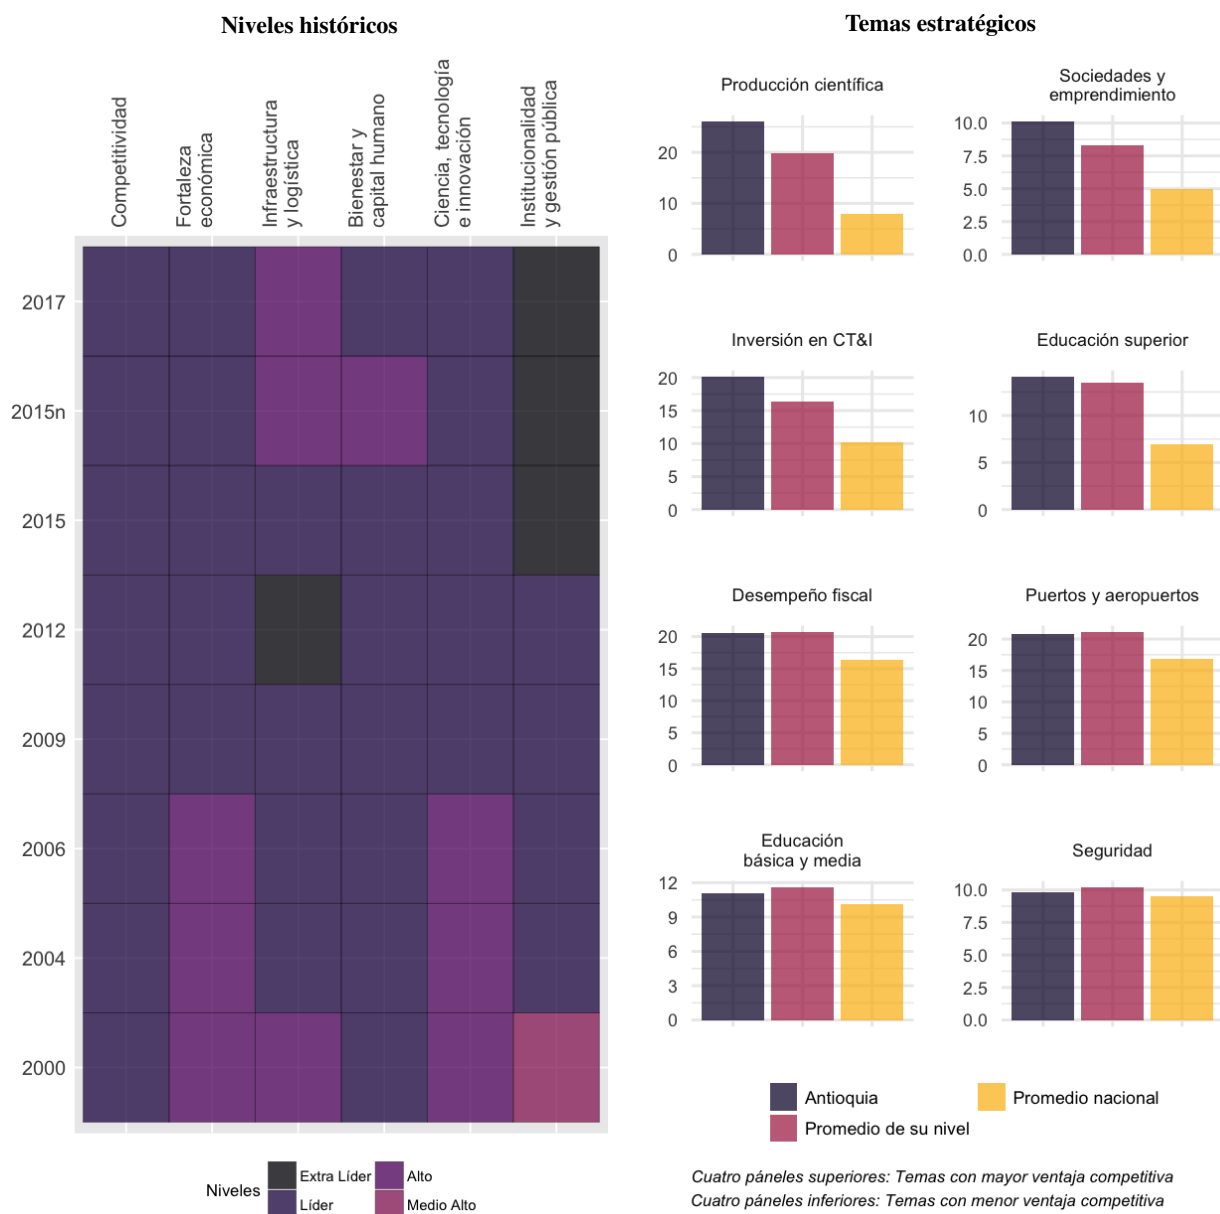 Niveles históricos
Competitividad
Fortaleza
económica
Infraestructura
y logística
Bienestar y
capital humano
Ciencia, tecnología
e innovación
Institucionalidad
y gestión pública
2017
2015n
2015
2012
2009
2006
2004
2000
Niveles
Extra Líder
Alto
Líder
Medio Alto
Temas estratégicos
Producción científica
20
10
0
Sociedades y
emprendimiento
10.0
7.5
5.0
2.5
0.0
Inversión en CT&I
20
15
10
5
0
Educación superior
10
5
0
Desempeño fiscal
20
15
10
5
0
Puertos y aeropuertos
20
15
10
5
0
Educación
básica y media
12
9
6
3
0
Seguridad
10.0
7.5
5.0
2.5
0.0
Antioquia
Promedio nacional
Promedio de su nivel
Cuatro páneles superiores: Temas con mayor ventaja competitiva
Cuatro páneles inferiores: Temas con menor ventaja competitiva